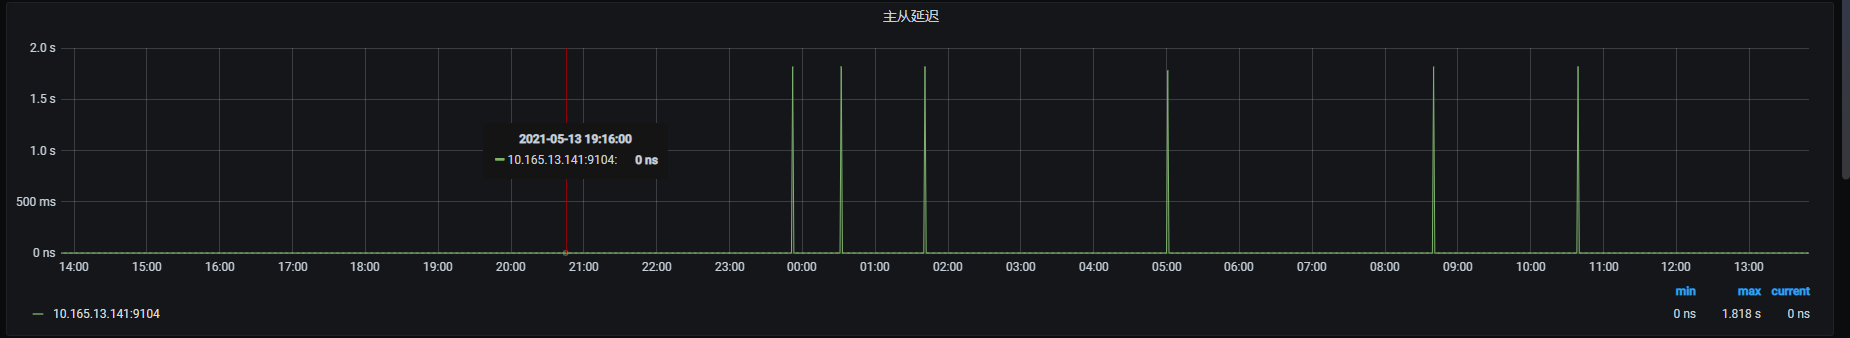 主从延迟
2.0 s
1.5 s
1.0 s
500 ms
0 ns
2021-05-13 19:16:00
10.165.13.141:9104: 0 ns
14:00 15:00 16:00 17:00 18:00 19:00 20:00 21:00 22:00 23:00 00:00 01:00 02:00 03:00 04:00 05:00 06:00 07:00 08:00 09:00 10:00 11:00 12:00 13:00
min max current
10.165.13.141:9104 0 ns 1.818 s 0 ns